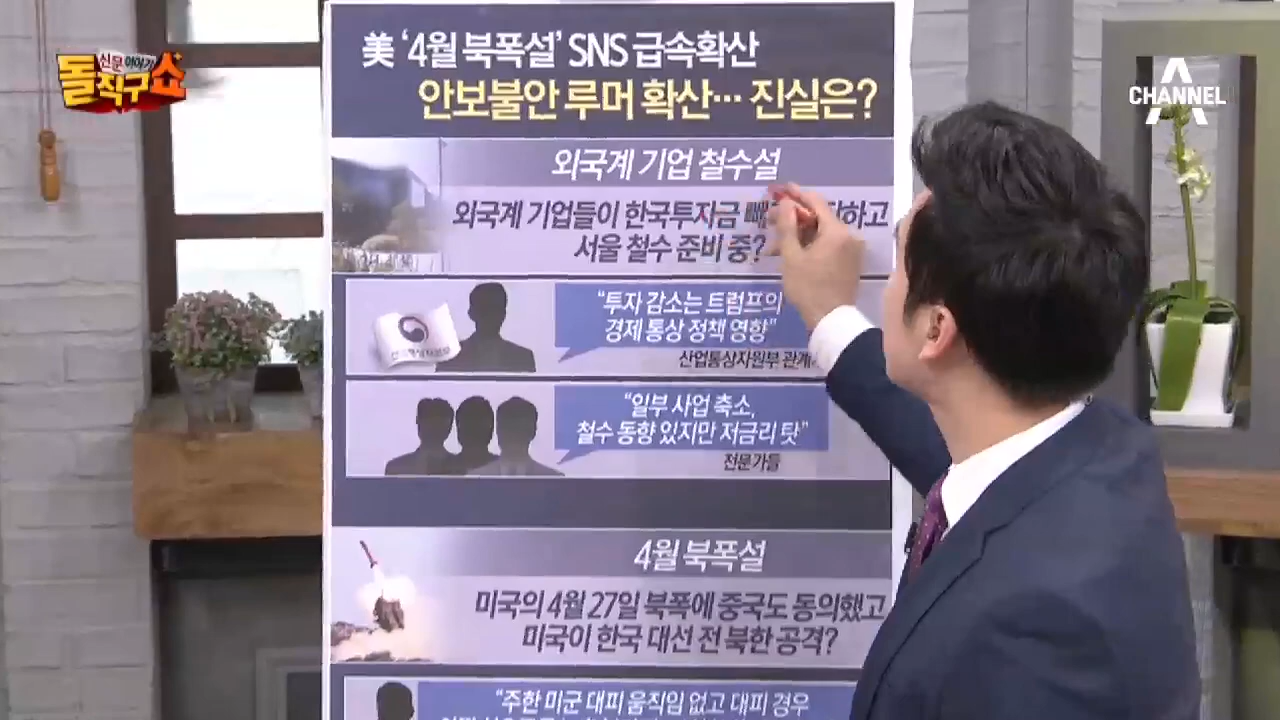 신문이야기
돌직구쇼
CHANNEL A
美 '4월 북폭설' SNS 급속확산
안보불안 루머 확산… 진실은?
외국계 기업 철수설
외국계 기업들이 한국투자금 하고
서울 철수 준비 중?
"투자 감소는 트럼프의
경제 통상 정책 영향"
산업통상자원부
"일부 사업 축소,
철수 동향 있지만 저금리 탓"
전문가들
4월 북폭설
미국의 4월 27일 북폭에 중국도 동의했고
미국이 한국 대선 전 북한 공격?
"주한 미군 대피 움직임 없고 대피 경우